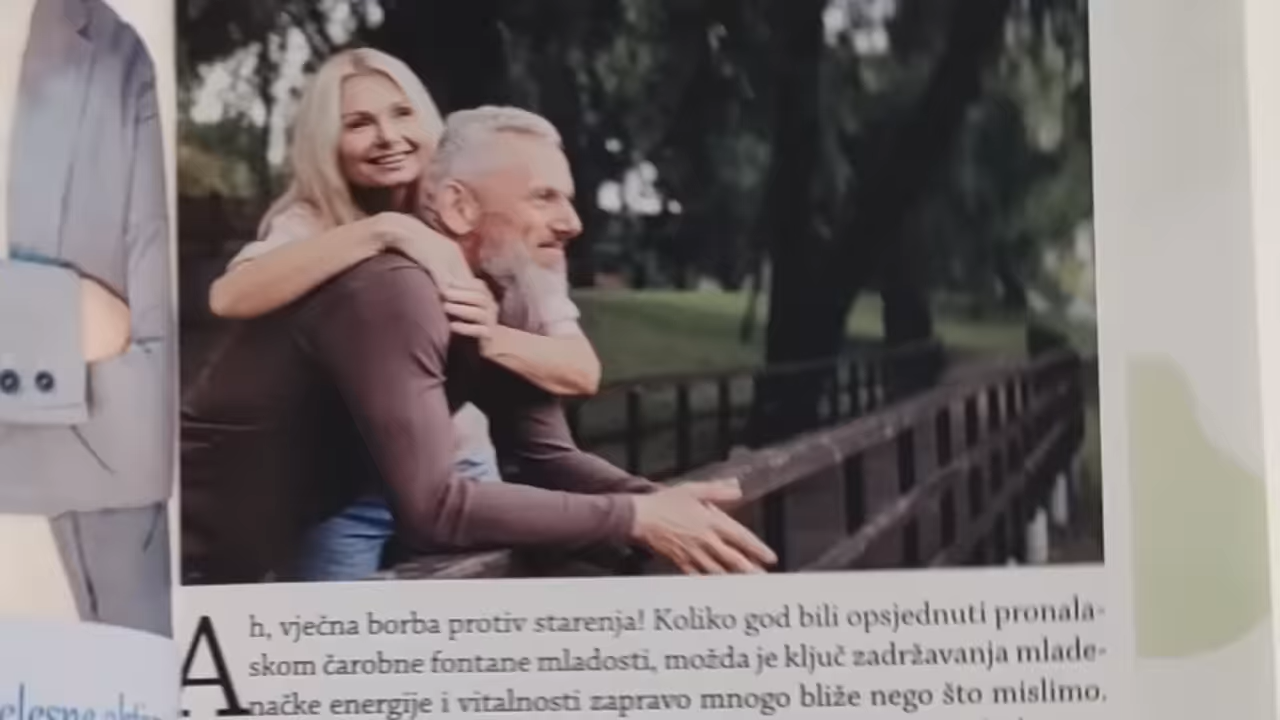 Ah, vječna borba protiv starenja! Koliko god bili opsjednuti pronala-
skom čarobne fontane mladosti, možda je ključ zadržavanja mlade-
načke energije i vitalnosti zapravo mnogo bliže nego što mislimo.